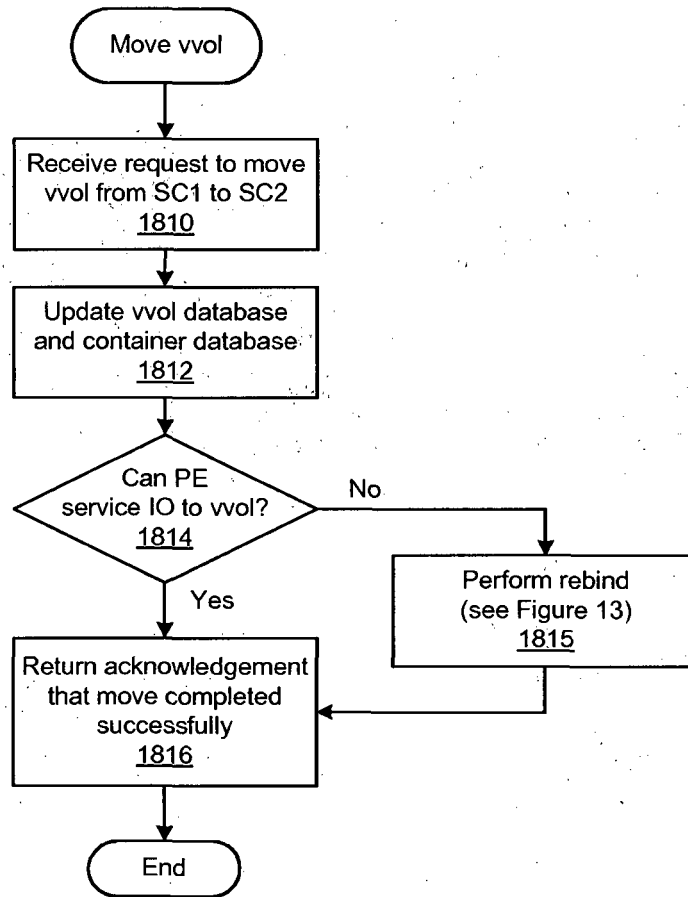 Move vvol
Receive request to move
vvol from SC1 to SC2
1810
Update vvol database
and container database
1812
Can PE
service IO to vvol?
1814
No
Yes
Perform rebind
(see Figure 13)
1815
Return acknowledgement
that move completed
successfully
1816
End